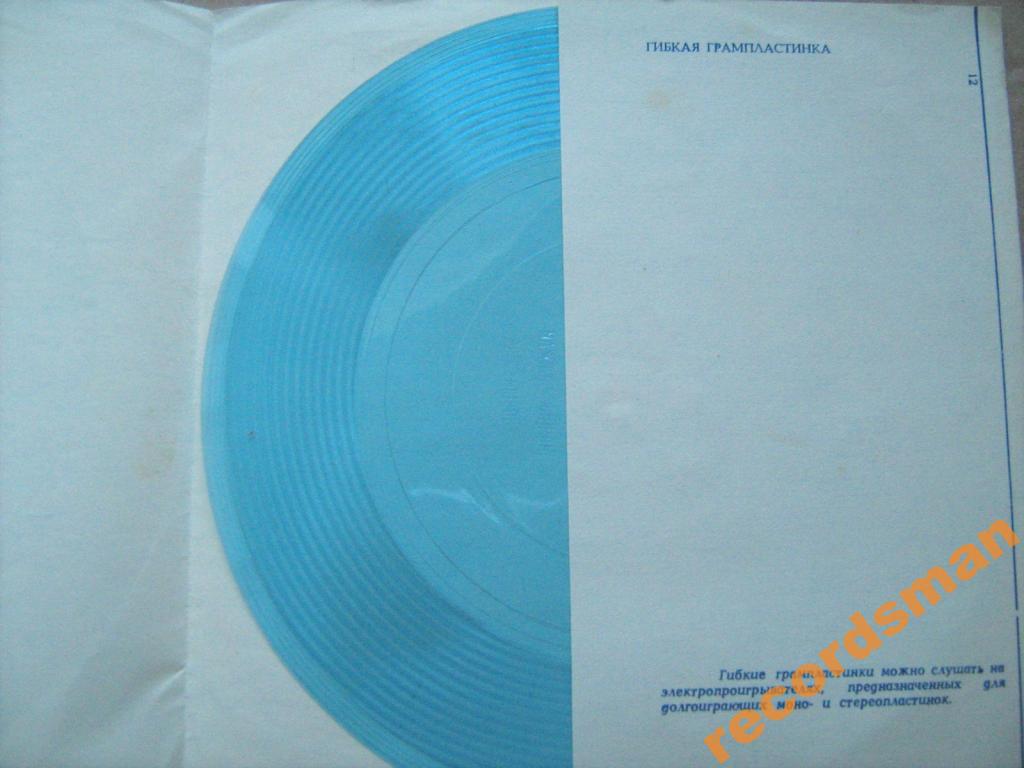 ГИБКАЯ ГРАМПЛАСТИНКА
12
Гибкие грампластинки можно слушать на
электропроигрывателях, предназначенных для
долгоиграющих моно- и стереопластинок.
recordsman